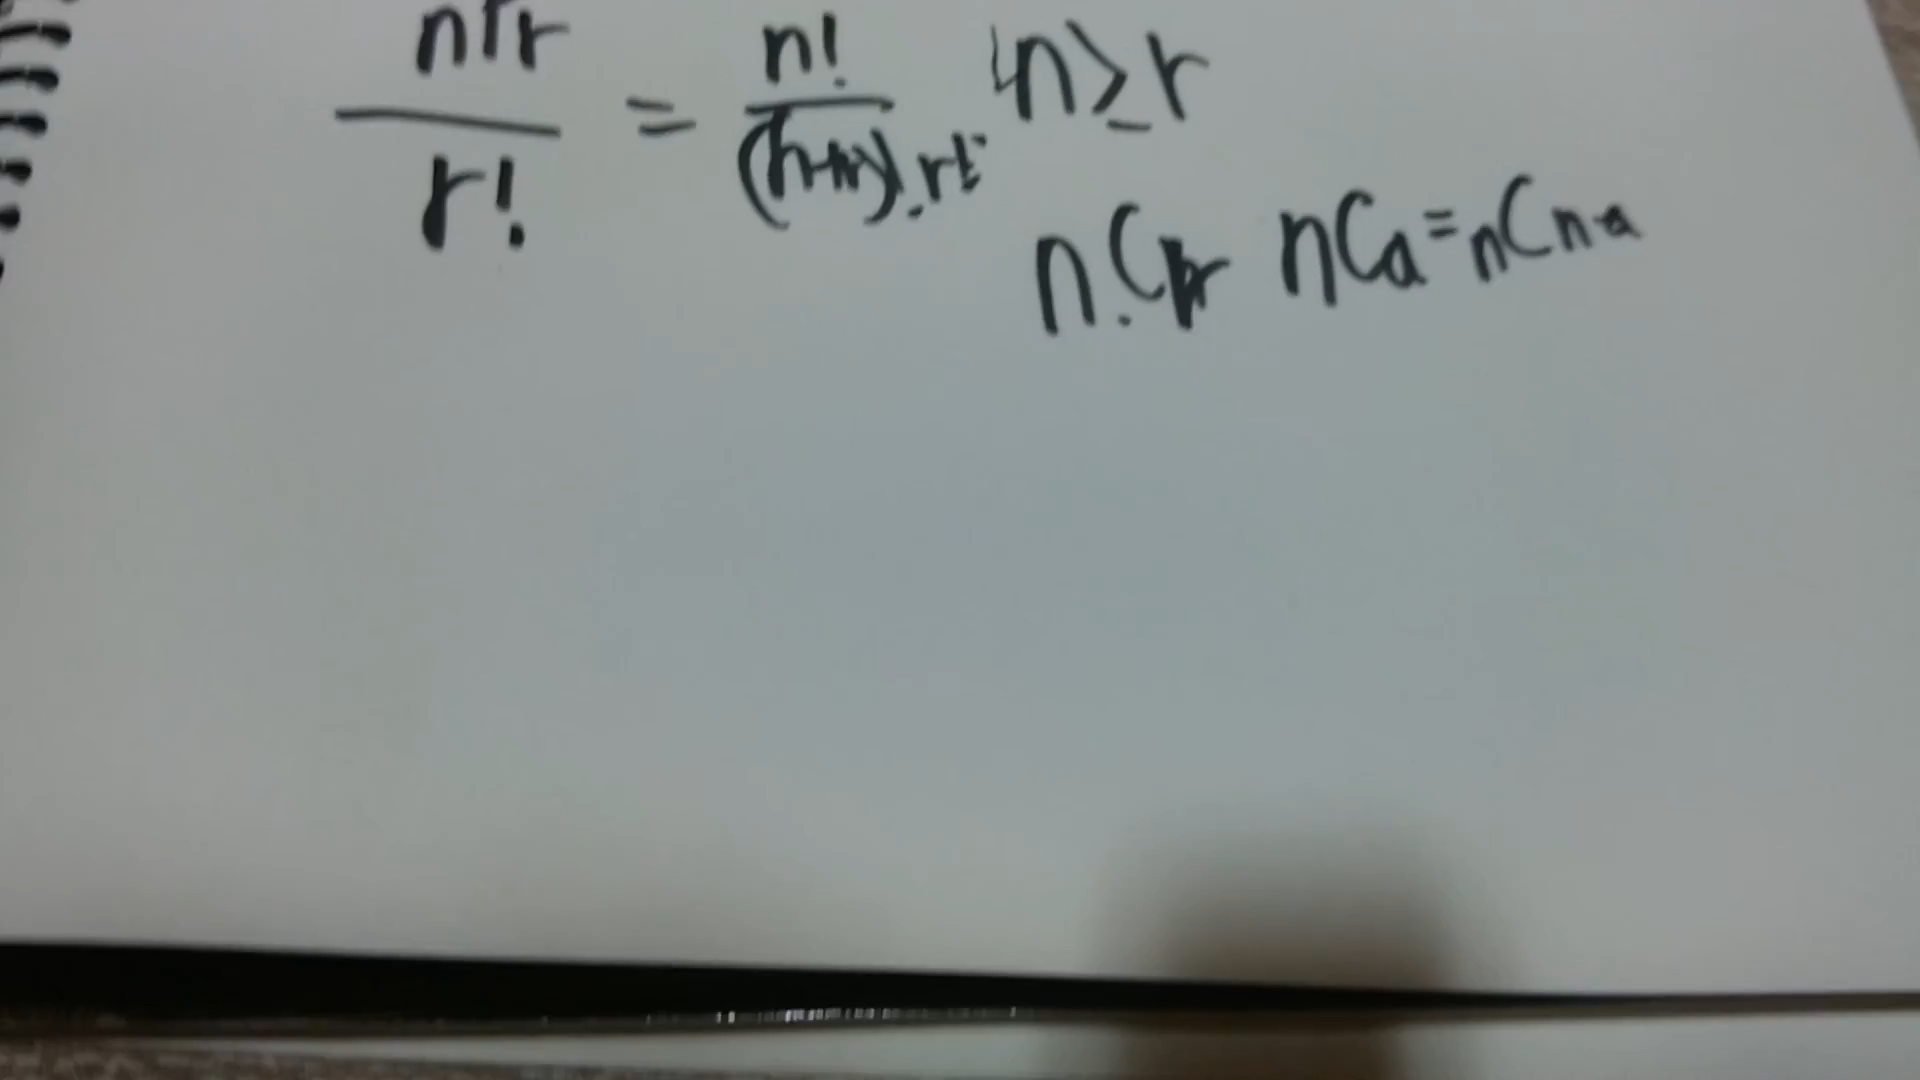 nPr / r! = n! / (n-r)! r! n≥r
nCr nCa=nCn-a